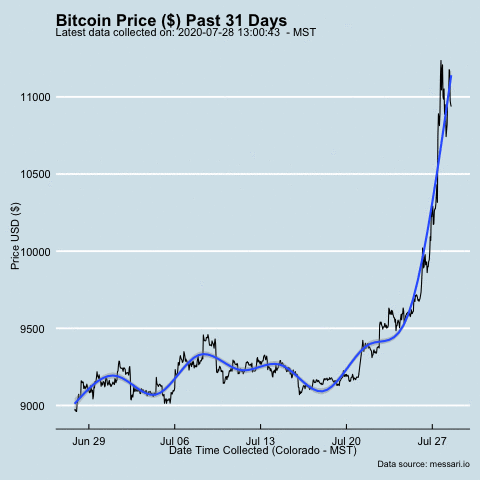 Bitcoin Price ($) Past 31 Days
Latest data collected on: 2020-07-28 13:00:43 - MST
Price USD ($)
11000
10500
10000
9500
9000
Jun 29 Jul 06 Jul 13 Jul 20 Jul 27
Date Time Collected (Colorado - MST)
Data source: messari.io